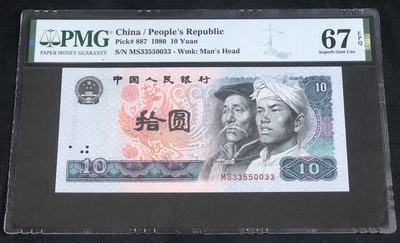 PMG
PAPER MONEY GUARANTY
China / People's Republic
Pick# 887 1980 10 Yuan
S/N MS33550033 - Wmk: Man's Head
67 EPQ
Superb Gem Unc
中国人民银行
10
拾圆
10
MS33550033
10